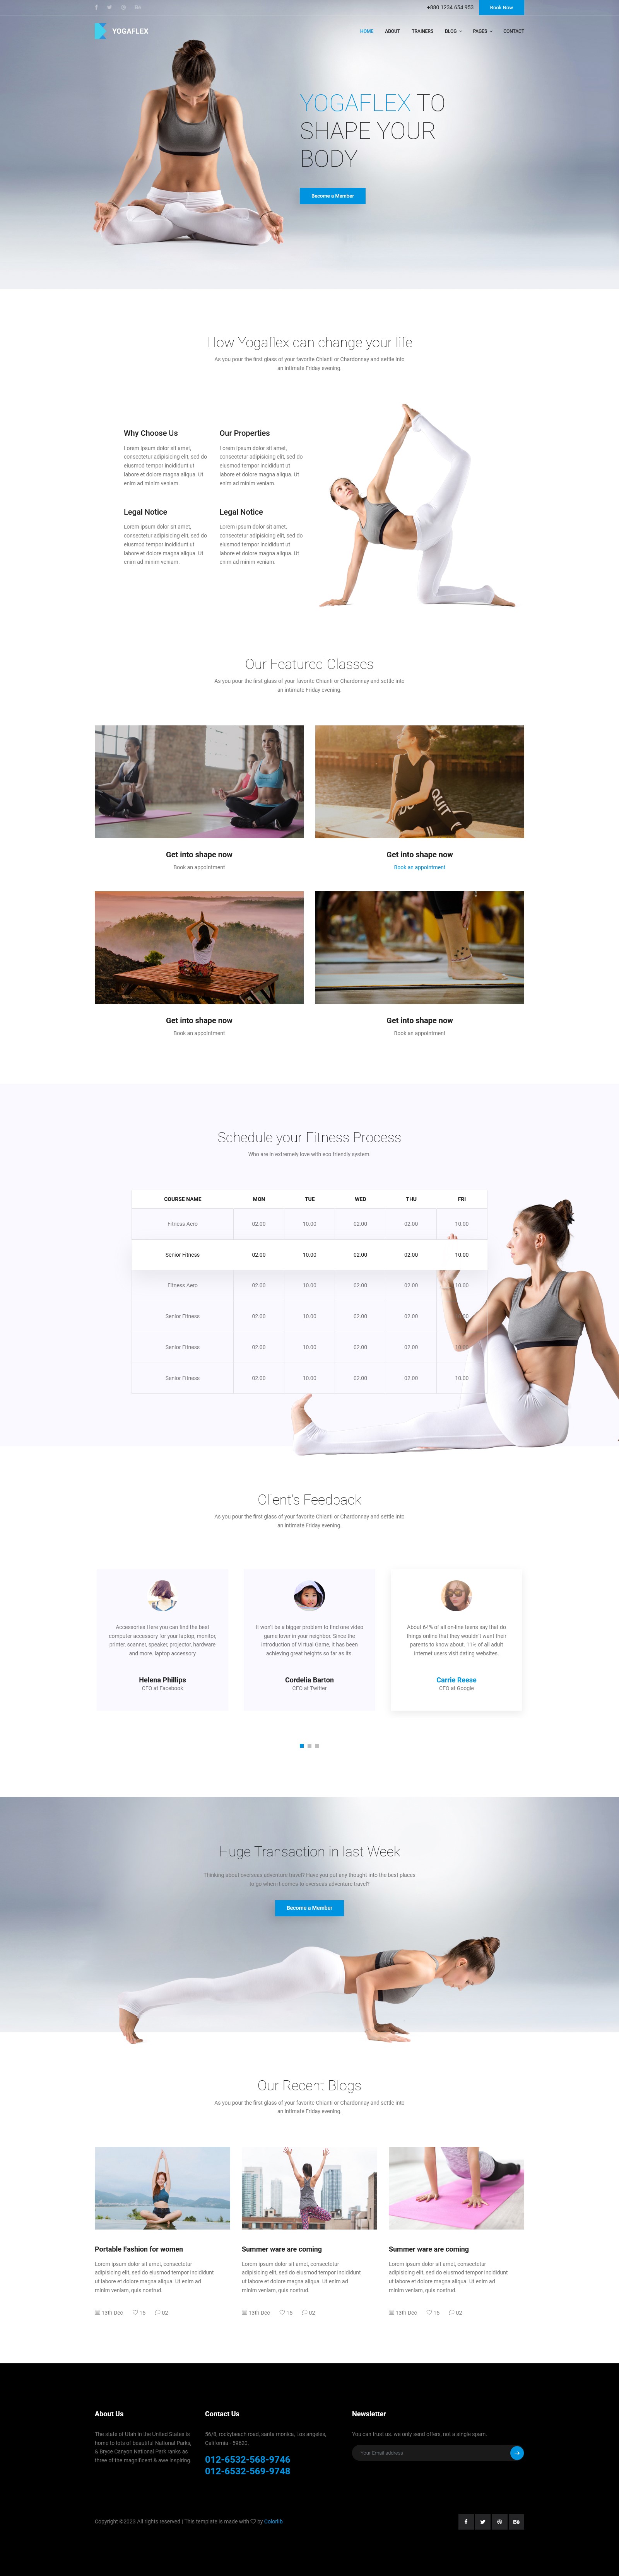 +880 1234 654 953
Book Now
YOGAFLEX
HOME ABOUT TRAINERS BLOG PAGES CONTACT
YOGAFLEX TO
SHAPE YOUR
BODY
Become a Member
How Yogaflex can change your life
As you pour the first glass of your favorite Chianti or Chardonnay and settle into
an intimate Friday evening.
Why Choose Us
Lorem ipsum dolor sit amet,
consectetur adipisicing elit, sed do
eiusmod tempor incididunt ut
labore et dolore magna aliqua. Ut
enim ad minim veniam.
Our Properties
Lorem ipsum dolor sit amet,
consectetur adipisicing elit, sed do
eiusmod tempor incididunt ut
labore et dolore magna aliqua. Ut
enim ad minim veniam.
Legal Notice
Lorem ipsum dolor sit amet,
consectetur adipisicing elit, sed do
eiusmod tempor incididunt ut
labore et dolore magna aliqua. Ut
enim ad minim veniam.
Legal Notice
Lorem ipsum dolor sit amet,
consectetur adipisicing elit, sed do
eiusmod tempor incididunt ut
labore et dolore magna aliqua. Ut
enim ad minim veniam.
Our Featured Classes
As you pour the first glass of your favorite Chianti or Chardonnay and settle into
an intimate Friday evening.
QUIT
Get into shape now
Book an appointment
Get into shape now
Book an appointment
Get into shape now
Book an appointment
Get into shape now
Book an appointment
Schedule your Fitness Process
Who are in extremely love with eco friendly system.
COURSE NAME MON TUE WED THU FRI
Fitness Aero 02.00 10.00 02.00 02.00 10.00
Senior Fitness 02.00 10.00 02.00 02.00 10.00
Fitness Aero 02.00 10.00 02.00 02.00 10.00
Senior Fitness 02.00 10.00 02.00 02.00
Senior Fitness 02.00 10.00 02.00 02.00 10.00
Senior Fitness 02.00 10.00 02.00 02.00 10.00
Client's Feedback
As you pour the first glass of your favorite Chianti or Chardonnay and settle into
an intimate Friday evening.
Accessories Here you can find the best
computer accessory for your laptop, monitor,
printer, scanner, speaker, projector, hardware
and more. laptop accessory
Helena Phillips
CEO at Facebook
It won't be a bigger problem to find one video
game lover in your neighbor. Since the
introduction of Virtual Game, it has been
achieving great heights so far as its.
Cordelia Barton
CEO at Twitter
About 64% of all on-line teens say that do
things online that they wouldn't want their
parents to know about. 11% of all adult
internet users visit dating websites.
Carrie Reese
CEO at Google
Huge Transaction in last Week
Thinking about overseas adventure travel? Have you put any thought into the best places
to go when it comes to overseas adventure travel?
Become a Member
Our Recent Blogs
As you pour the first glass of your favorite Chianti or Chardonnay and settle into
an intimate Friday evening.
Portable Fashion for women
Lorem ipsum dolor sit amet, consectetur
adipisicing elit, sed do eiusmod tempor incididunt
ut labore et dolore magna aliqua. Ut enim ad
minim veniam, quis nostrud.
13th Dec 15 02
Summer ware are coming
Lorem ipsum dolor sit amet, consectetur
adipisicing elit, sed do eiusmod tempor incididunt
ut labore et dolore magna aliqua. Ut enim ad
minim veniam, quis nostrud.
13th Dec 15 02
Summer ware are coming
Lorem ipsum dolor sit amet, consectetur
adipisicing elit, sed do eiusmod tempor incididunt
ut labore et dolore magna aliqua. Ut enim ad
minim veniam, quis nostrud.
13th Dec 15 02
About Us
The state of Utah in the United States is
home to lots of beautiful National Parks,
& Bryce Canyon National Park ranks as
three of the magnificent & awe inspiring.
Contact Us
56/8, rockybeach road, santa monica, Los angeles,
California - 59620.
012-6532-568-9746
012-6532-569-9748
Newsletter
You can trust us. we only send offers, not a single spam.
Your Email address
Copyright ©2023 All rights reserved | This template is made with ♡ by Colorlib